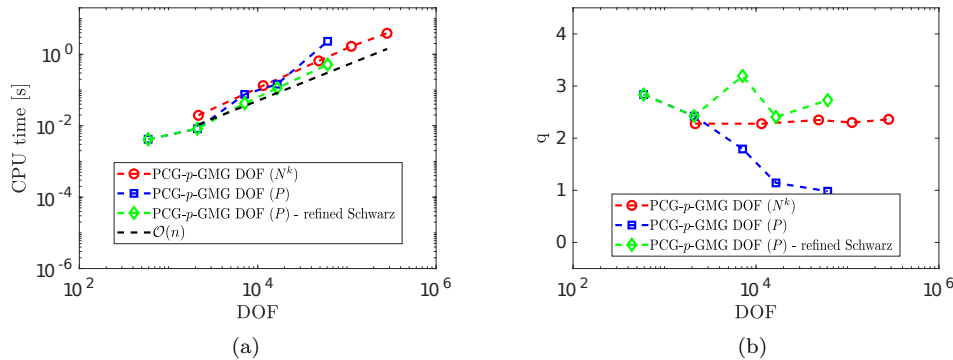 CPU time [s]
10^0
10^-2
10^-4
10^-6
PCG-p-GMG DOF (N^k)
PCG-p-GMG DOF (P)
PCG-p-GMG DOF (P) - refined Schwarz
O(n)
10^2
10^4
10^6
DOF
(a)
q
4
3
2
1
0
PCG-p-GMG DOF (N^k)
PCG-p-GMG DOF (P)
PCG-p-GMG DOF (P) - refined Schwarz
10^2
10^4
10^6
DOF
(b)